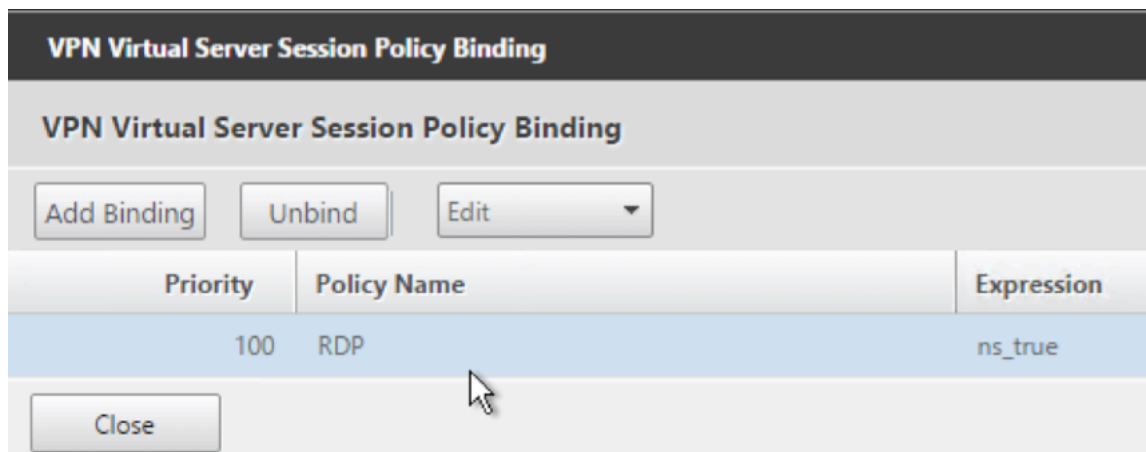 VPN Virtual Server Session Policy Binding
VPN Virtual Server Session Policy Binding
Add Binding Unbind Edit
Priority Policy Name Expression
100 RDP ns_true
Close